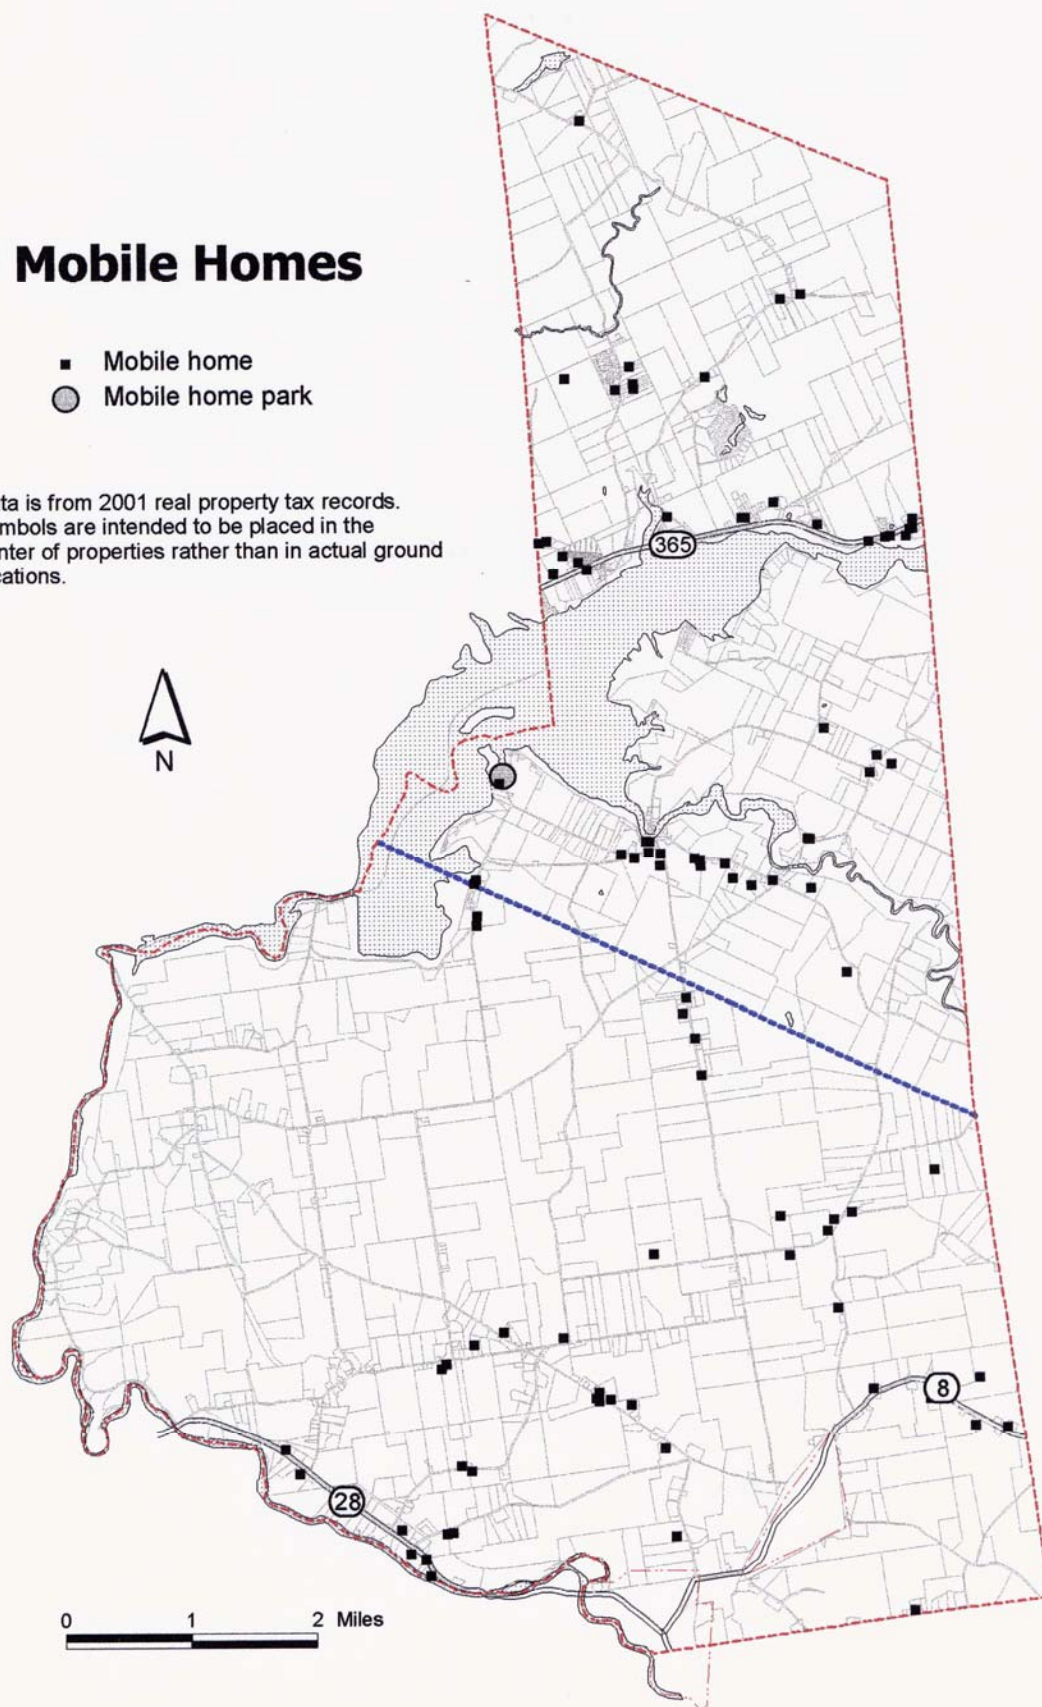 Mobile Homes
Mobile home
Mobile home park
ta is from 2001 real property tax records.
mbols are intended to be placed in the
nter of properties rather than in actual ground
cations.
365
N
8
28
0 1 2 Miles